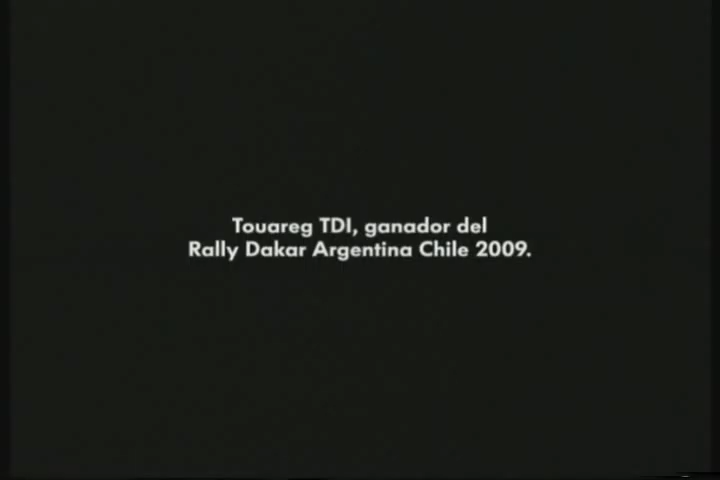 Touareg TDI, ganador del
Rally Dakar Argentina Chile 2009.